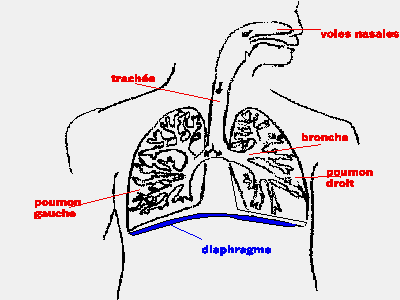 voies nasales
trachée
bronche
poumon
droit
poumon
gauche
diaphragme